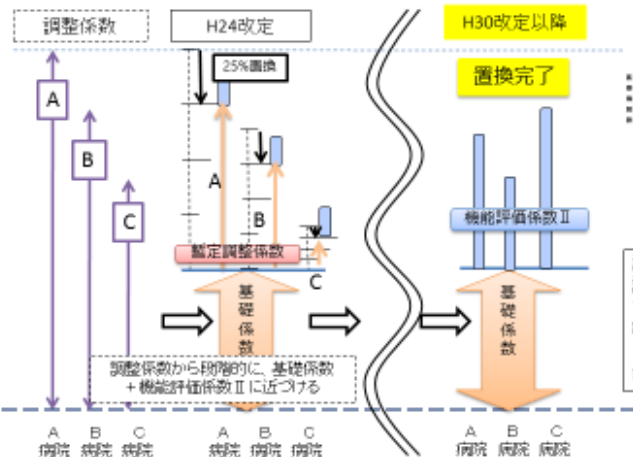 調整係数
H24改定
H30改定以降
25%置換
置換完了
A
B
C
A
B
C
機能評価係数Ⅱ
暫定調整係数
基礎係数
基礎係数
調整係数から段階的に、基礎係数
+機能評価係数Ⅱに近づける
A B C
病院 病院 病院
A B C
病院 病院 病院
A B C
病院 病院 病院